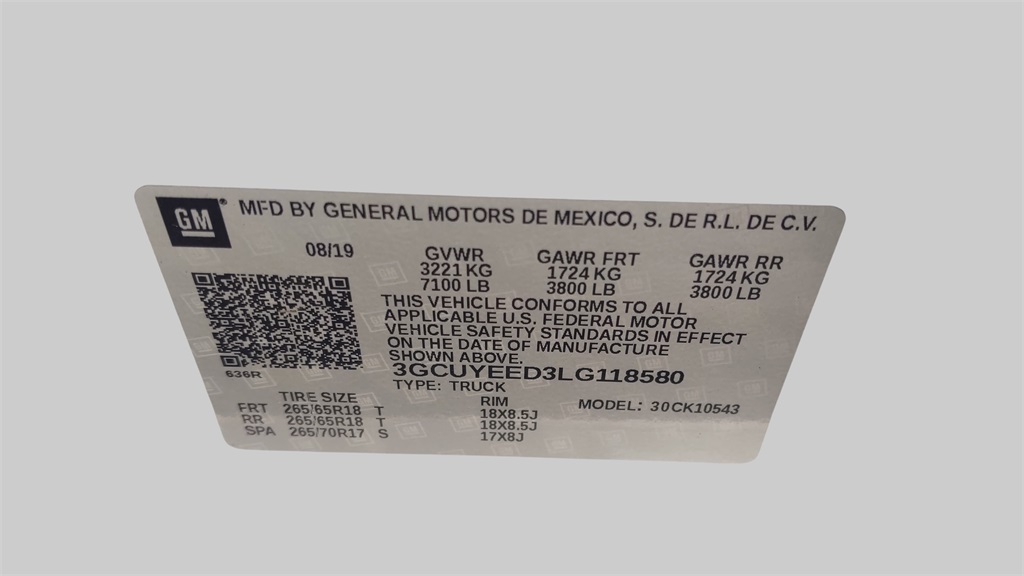 GM® MFD BY GENERAL MOTORS DE MEXICO, S. DE R.L. DE C.V.
08/19 GVWR GAWR FRT GAWR RR
3221 KG 1724 KG 1724 KG
7100 LB 3800 LB 3800 LB
THIS VEHICLE CONFORMS TO ALL
APPLICABLE U.S. FEDERAL MOTOR
VEHICLE SAFETY STANDARDS IN EFFECT
ON THE DATE OF MANUFACTURE
SHOWN ABOVE.
636R 3GCUYEED3LG118580
TYPE: TRUCK
TIRE SIZE RIM MODEL: 30CK10543
FRT 265/65R18 T 18X8.5J
RR 265/65R18 T 18X8.5J
SPA 265/70R17 S 17X8J